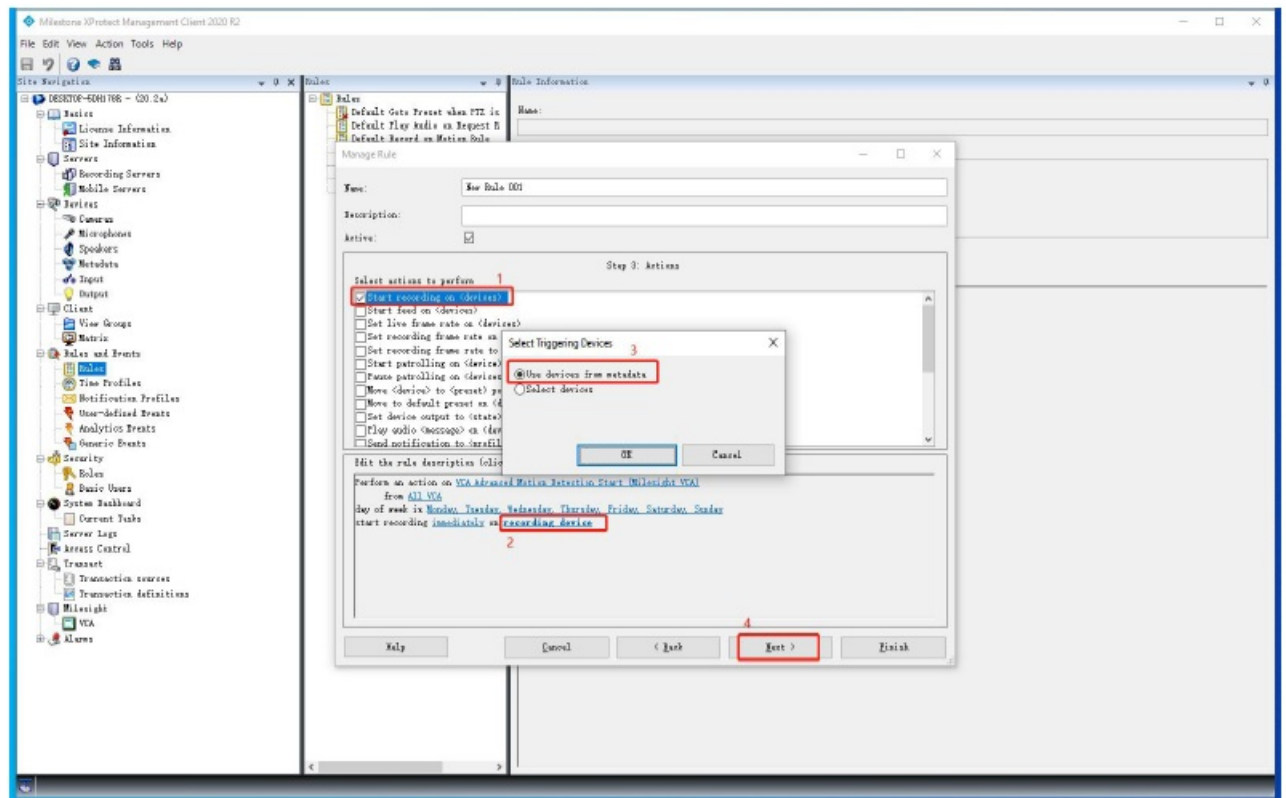 Milestone XProtect Management Client 2020 R2
File Edit View Action Tools Help
Site Navigation
DESKTOP-6DH178R - (20.2a)
Basics
License Information
Site Information
Servers
Recording Servers
Mobile Servers
Devices
Cameras
Microphones
Speakers
Metadata
Input
Output
Client
View Groups
Matrix
Rules and Events
Rules
Time Profiles
Notification Profiles
User-defined Events
Analytics Events
Generic Events
Security
Roles
Basic Users
System Dashboard
Current Tasks
Server Logs
Access Control
Transact
Transaction sources
Transaction definitions
Milesight
VCA
Alarms
Rules
Rules
Default Goto Preset when PTZ is
Default Play Audio on Request R
Default Record on Motion Rule
Rule Information
Name:
Manage Rule
Name: New Rule 001
Description:
Active:
Step 3: Actions
Select actions to perform
1
Start recording on <devices>
Start feed on <devices>
Set live frame rate on <devices>
Set recording frame rate on
Set recording frame rate to
Start patrolling on <device>
Pause patrolling on <devices
Move <device> to <preset> po
Move to default preset on <d
Set device output to <state>
Play audio <message> on <dev
Send notification to <profil
Select Triggering Devices
3
Use devices from metadata
Select devices
OK Cancel
Edit the rule description (clic
Perform an action on VCA Advanced Motion Detection Start (Milesight VCA)
from All VCA
day of week is Monday, Tuesday, Wednesday, Thursday, Friday, Saturday, Sunday
start recording immediately on recording device
2
4
Help Cancel < Back Next > Finish